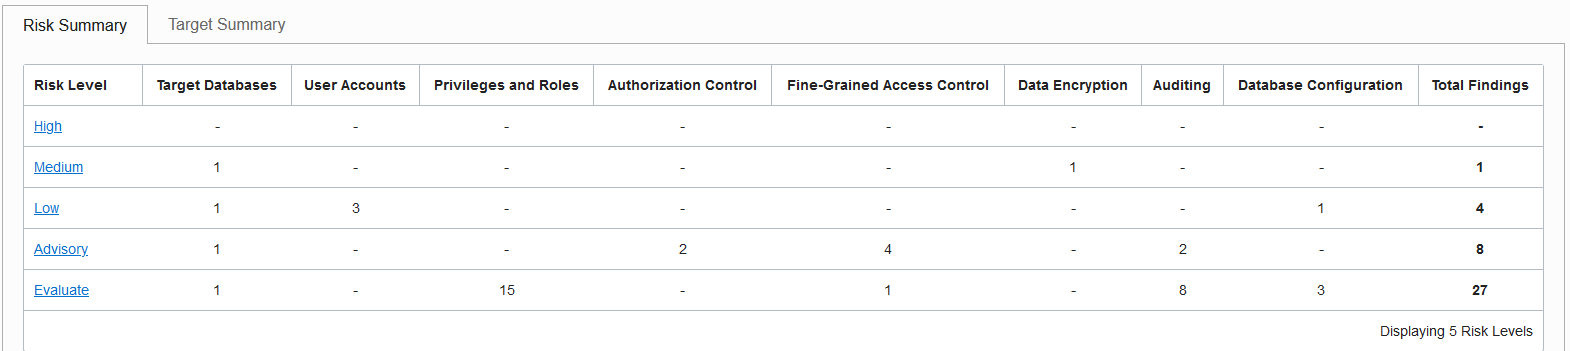 Risk Summary Target Summary
Risk Level Target Databases User Accounts Privileges and Roles Authorization Control Fine-Grained Access Control Data Encryption Auditing Database Configuration Total Findings
High - - - - - - - - -
Medium 1 - - - - 1 - - 1
Low 1 3 - - - - - 1 4
Advisory 1 - - 2 4 - 2 - 8
Evaluate 1 - 15 - 1 - 8 3 27
Displaying 5 Risk Levels